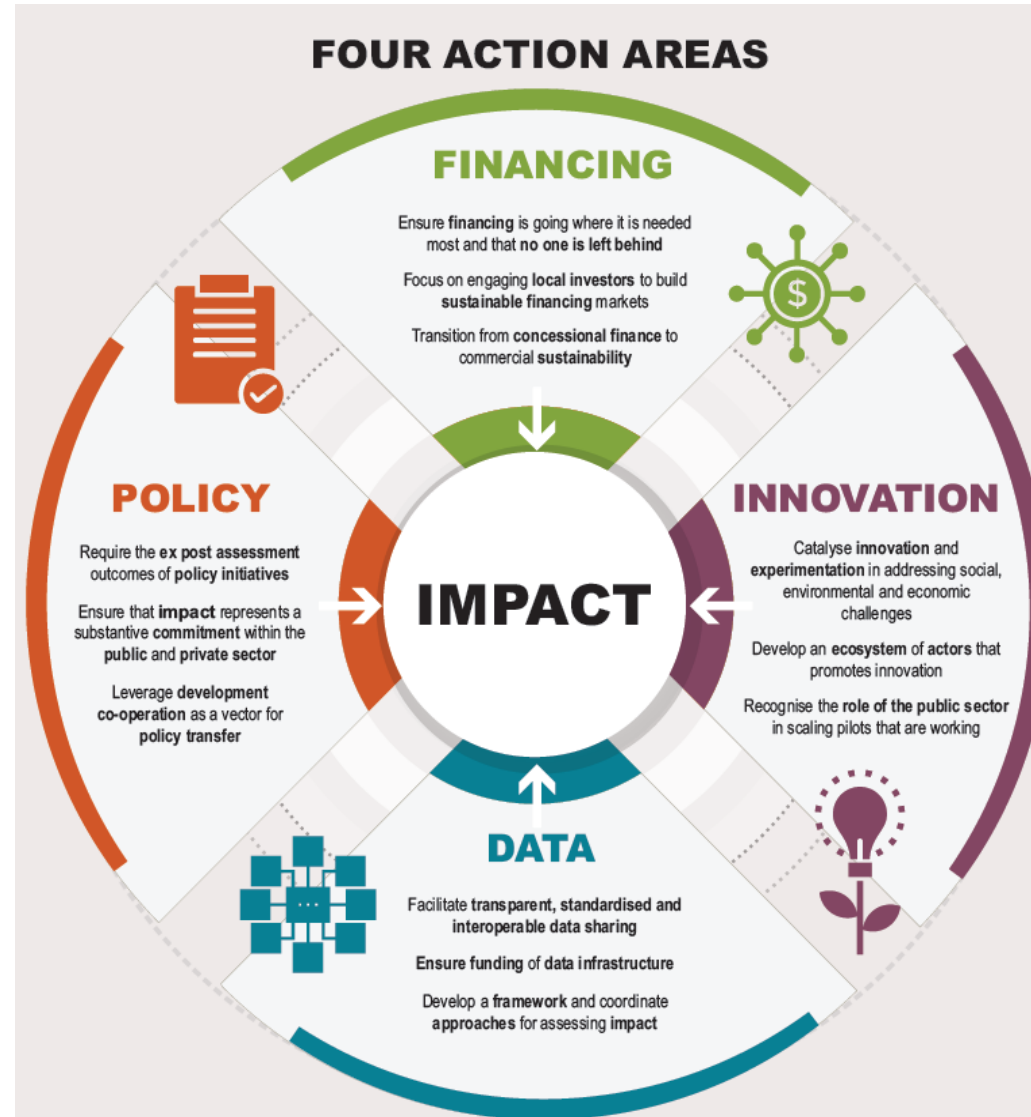 FOUR ACTION AREAS
FINANCING
Ensure financing is going where it is needed
most and that no one is left behind
Focus on engaging local investors to build
sustainable financing markets
Transition from concessional finance to
commercial sustainability
$
POLICY
Require the ex post assessment
outcomes of policy initiatives
Ensure that impact represents a
substantive commitment within the
public and private sector
Leverage development
co-operation as a vector for
policy transfer
IMPACT
INNOVATION
Catalyse innovation and
experimentation in addressing social,
environmental and economic
challenges
Develop an ecosystem of actors that
promotes innovation
Recognise the role of the public sector
in scaling pilots that are working
DATA
Facilitate transparent, standardised and
interoperable data sharing
Ensure funding of data infrastructure
Develop a framework and coordinate
approaches for assessing impact